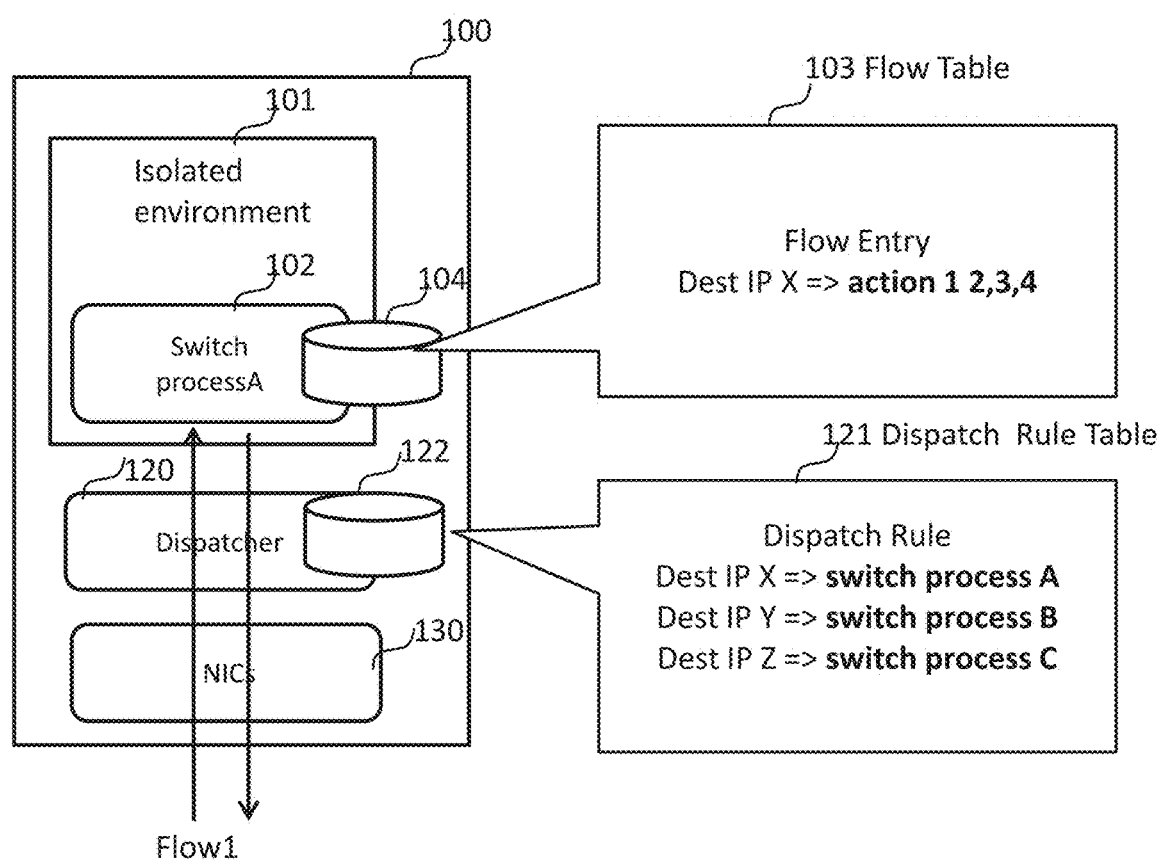 100
103 Flow Table
101
Isolated
environment
Flow Entry
Dest IP X => action 1 2,3,4
102
104
Switch
processA
121 Dispatch Rule Table
120
122
Dispatcher
Dispatch Rule
Dest IP X => switch process A
Dest IP Y => switch process B
Dest IP Z => switch process C
130
NICs
Flow1